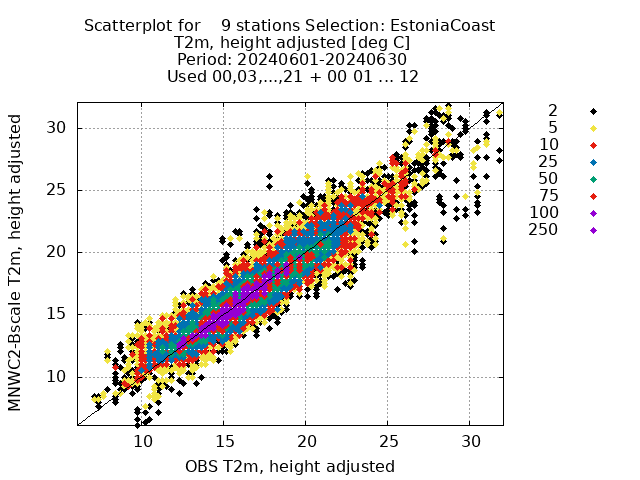 Scatterplot for    9 stations Selection: EstoniaCoast
T2m, height adjusted [deg C]
Period: 20240601-20240630
Used 00,03,...,21 + 00 01 ... 12
MNWC2-Bscale T2m, height adjusted
30
25
20
15
10
10 15 20 25 30
OBS T2m, height adjusted
2
5
10
25
50
75
100
250